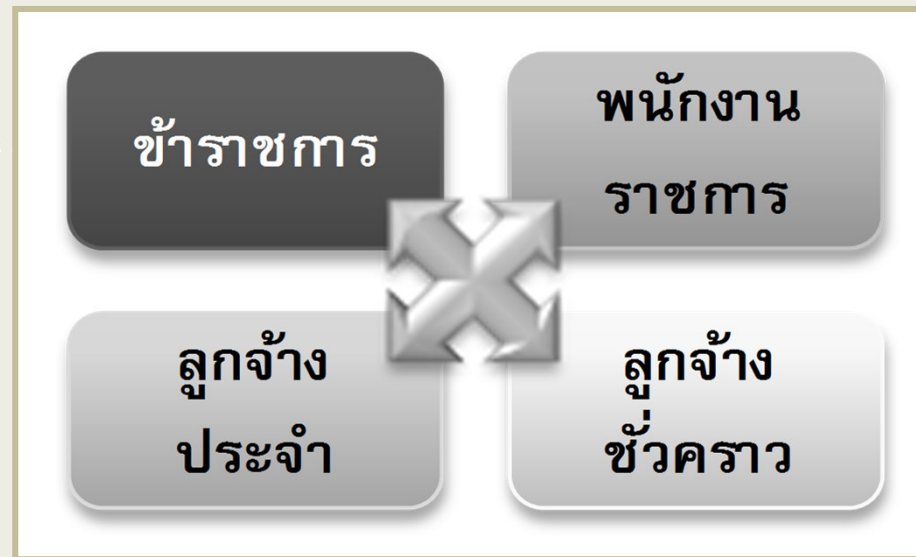 ข้าราชการ
พนักงาน
ราชการ
ลูกจ้าง
ประจำ
ลูกจ้าง
ชั่วคราว